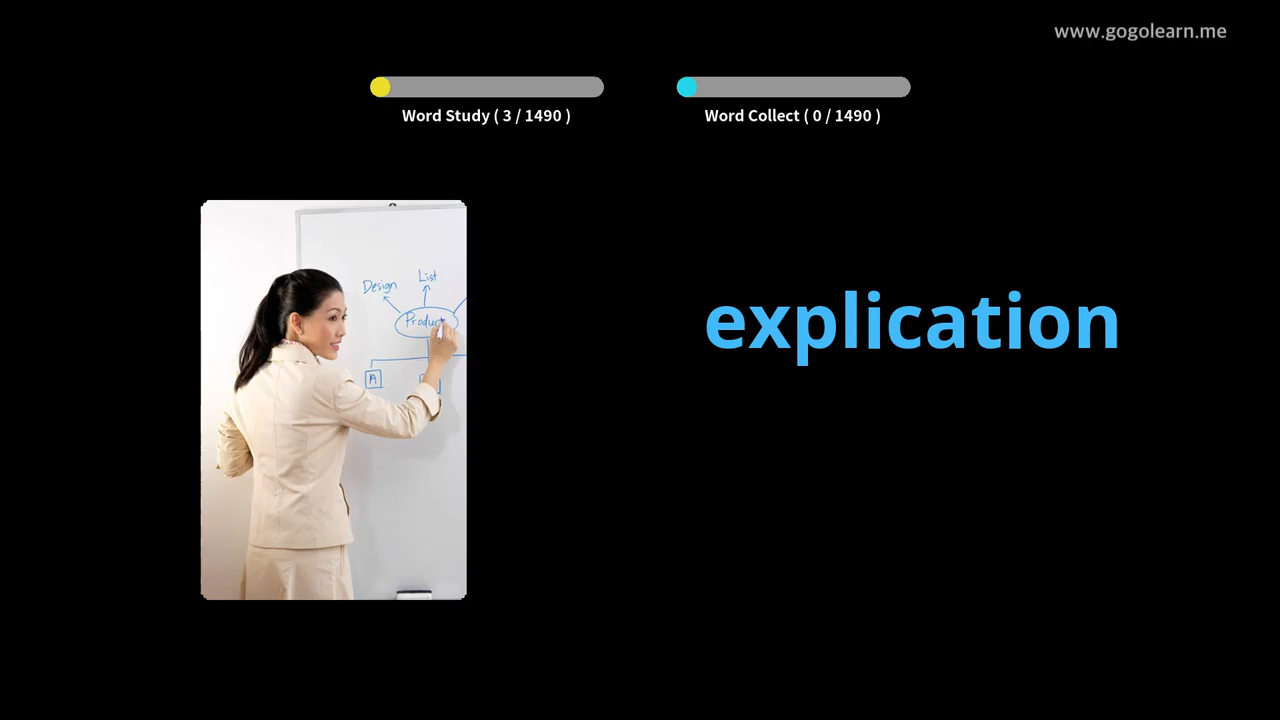 www.gogolearn.me
Word Study ( 3 / 1490 )
Word Collect ( 0 / 1490 )
List
Design
Product
A
explication